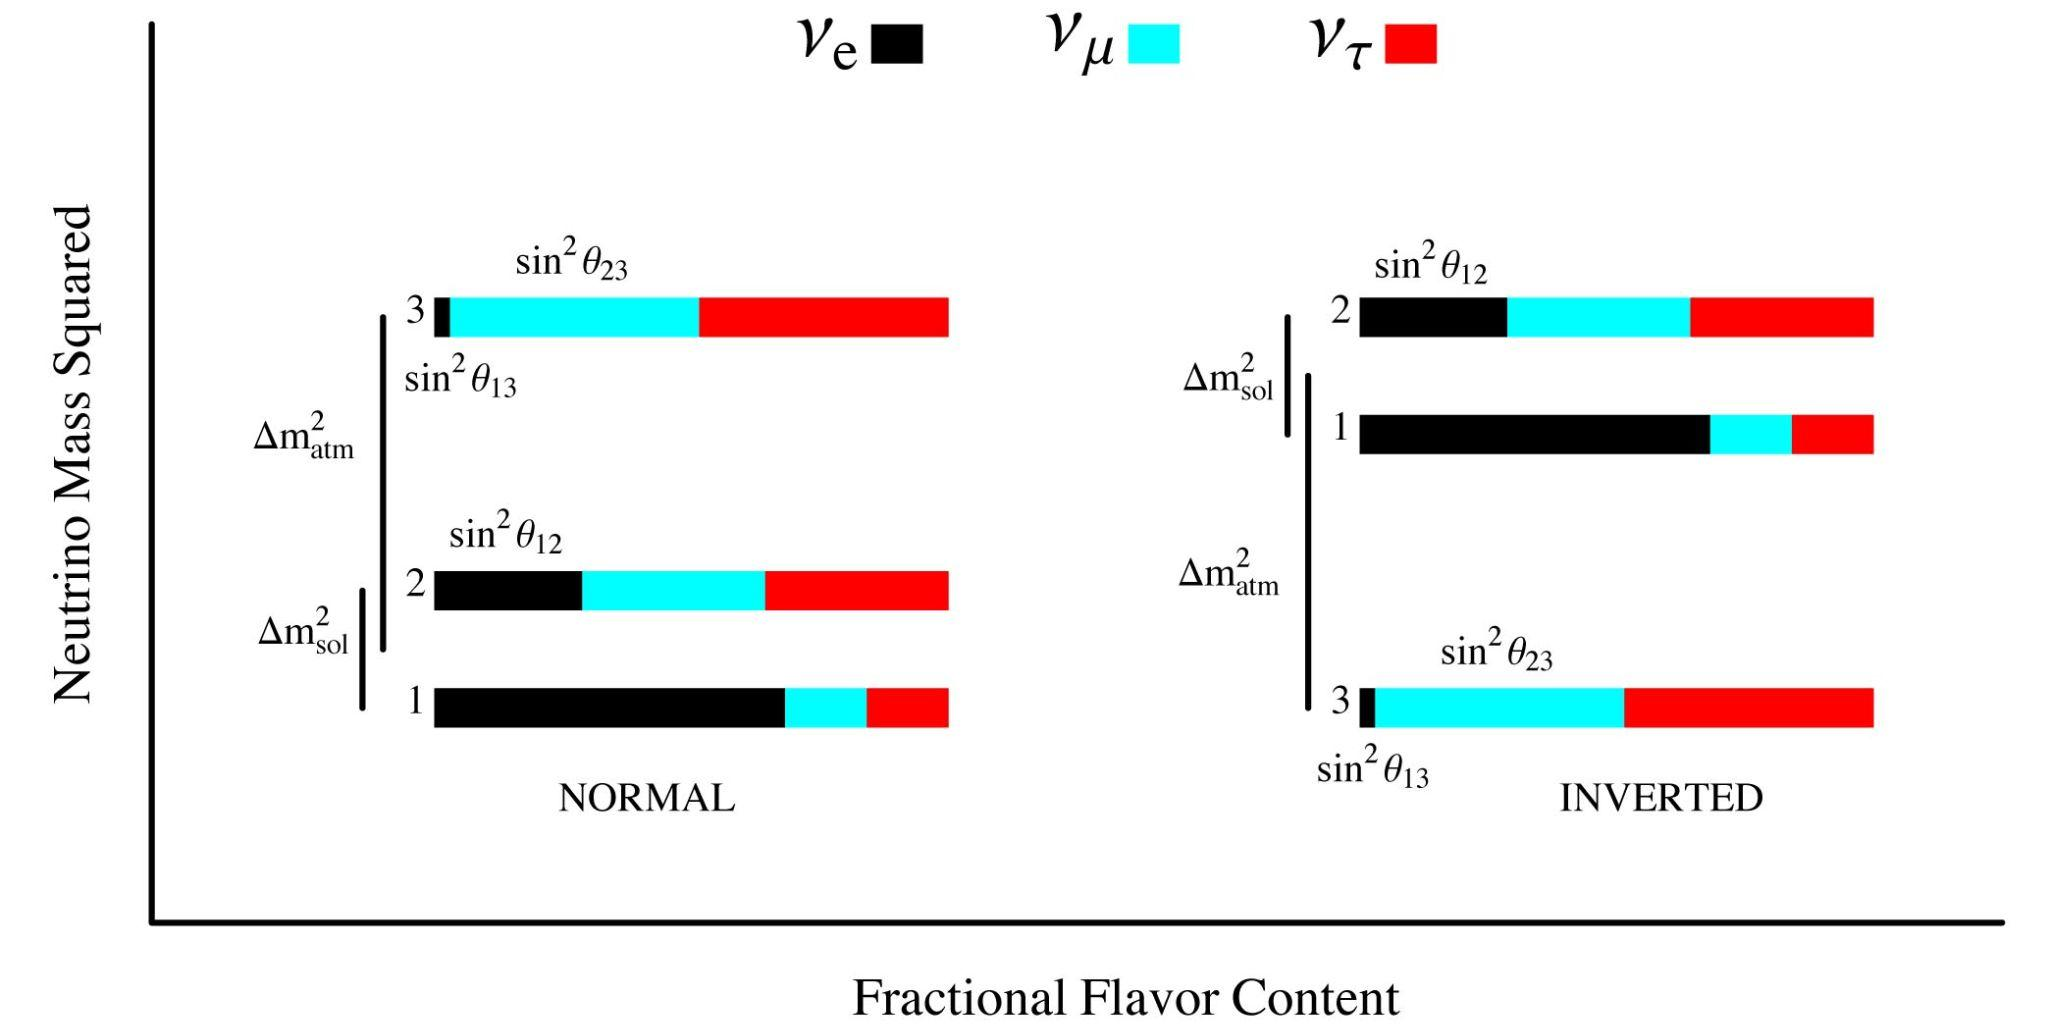 νe νμ ντ
Neutrino Mass Squared
sin²θ₂₃
3
sin²θ₁₃
Δm²atm
sin²θ₁₂
2
Δm²sol
1
NORMAL
sin²θ₁₂
2
Δm²sol
1
Δm²atm
sin²θ₂₃
3
sin²θ₁₃
INVERTED
Fractional Flavor Content